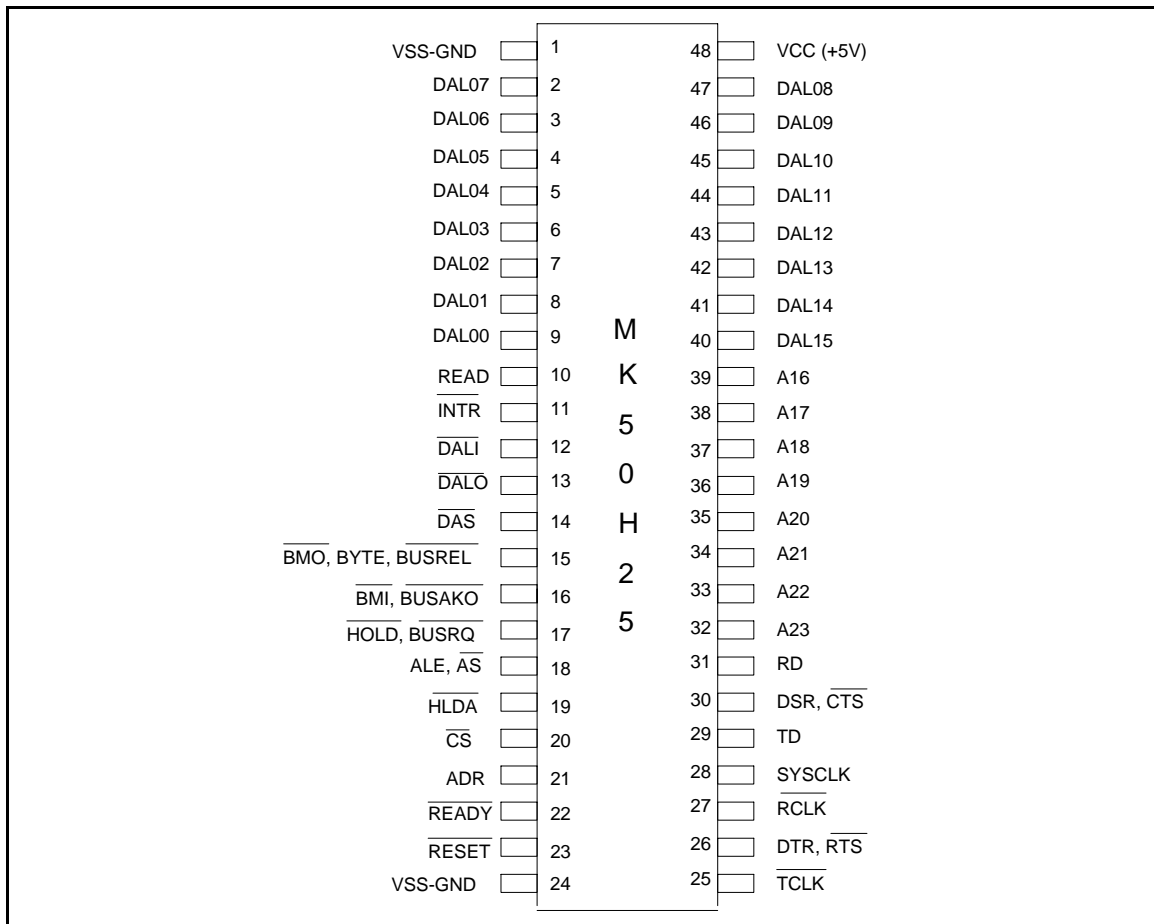 VSS-GND 1 48 VCC (+5V)
DAL07 2 47 DAL08
DAL06 3 46 DAL09
DAL05 4 45 DAL10
DAL04 5 44 DAL11
DAL03 6 43 DAL12
DAL02 7 42 DAL13
DAL01 8 41 DAL14
DAL00 9 40 DAL15
READ 10 39 A16
INTR 11 38 A17
DALI 12 37 A18
DALO 13 36 A19
DAS 14 35 A20
BMO, BYTE, BUSREL 15 34 A21
BMI, BUSAKO 16 33 A22
HOLD, BUSRQ 17 32 A23
ALE, AS 18 31 RD
HLDA 19 30 DSR, CTS
CS 20 29 TD
ADR 21 28 SYSCLK
READY 22 27 RCLK
RESET 23 26 DTR, RTS
VSS-GND 24 25 TCLK
M
K
5
0
H
2
5